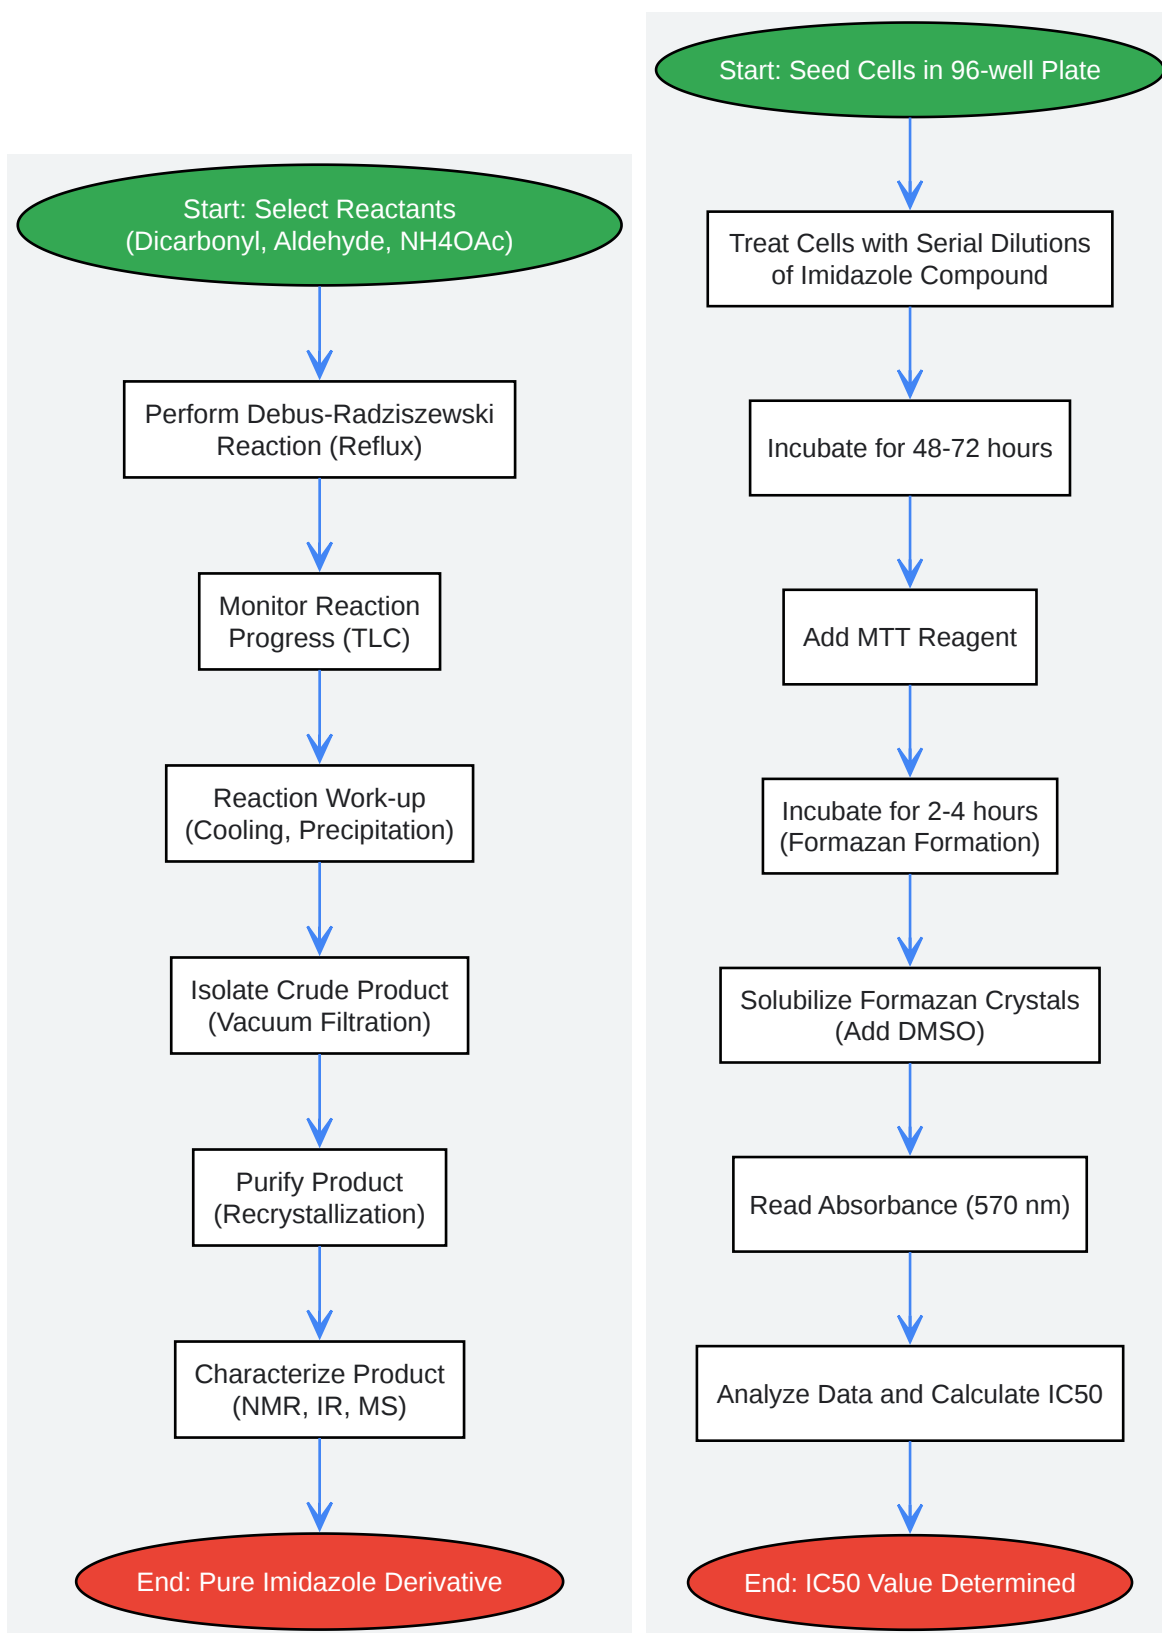 Start: Select Reactants
(Dicarbonyl, Aldehyde, NH4OAc)
Perform Debus-Radziszewski
Reaction (Reflux)
Monitor Reaction
Progress (TLC)
Reaction Work-up
(Cooling, Precipitation)
Isolate Crude Product
(Vacuum Filtration)
Purify Product
(Recrystallization)
Characterize Product
(NMR, IR, MS)
End: Pure Imidazole Derivative
Start: Seed Cells in 96-well Plate
Treat Cells with Serial Dilutions
of Imidazole Compound
Incubate for 48-72 hours
Add MTT Reagent
Incubate for 2-4 hours
(Formazan Formation)
Solubilize Formazan Crystals
(Add DMSO)
Read Absorbance (570 nm)
Analyze Data and Calculate IC50
End: IC50 Value Determined